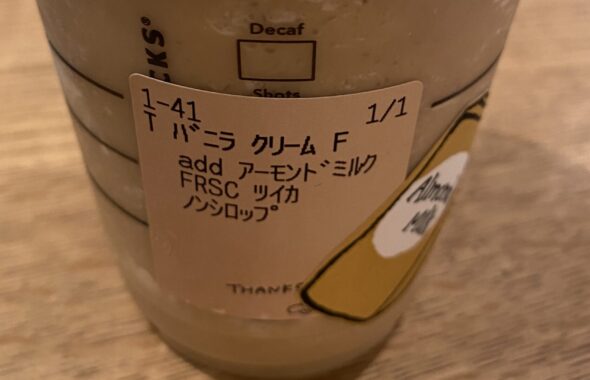 Decaf
CKS®
Shots
1-41 1/1
T バニラ クリーム F
add アーモンドミルク
FRSC ツイカ
ノンシロップ
Almond
Milk
THANKS